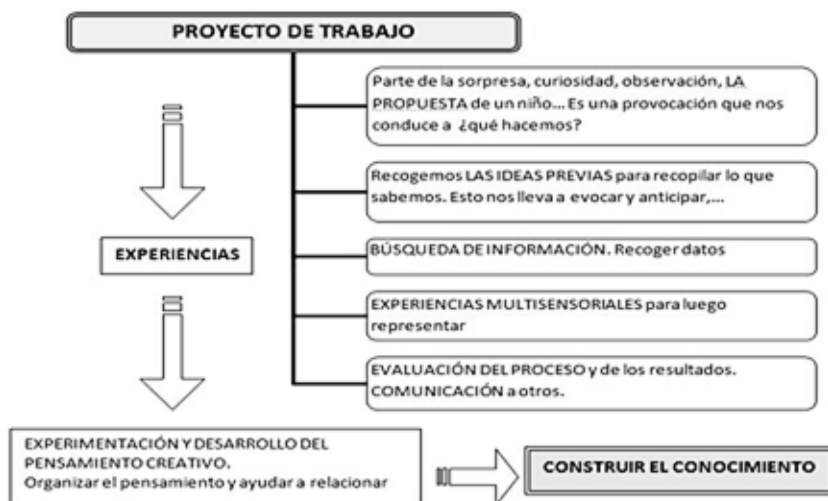 PROYECTO DE TRABAJO
Parte de la sorpresa, curiosidad, observación, LA
PROPUESTA de un niño... Es una provocación que nos
conduce a ¿qué hacemos?
Recogemos LAS IDEAS PREVIAS para recopilar lo que
sabemos. Esto nos lleva a evocar y anticipar,...
EXPERIENCIAS
BÚSQUEDA DE INFORMACIÓN. Recoger datos
EXPERIENCIAS MULTISENSORIALES para luego
representar
EVALUACIÓN DEL PROCESO y de los resultados.
COMUNICACIÓN a otros.
EXPERIMENTACIÓN Y DESARROLLO DEL
PENSAMIENTO CREATIVO.
Organizar el pensamiento y ayudar a relacionar
CONSTRUIR EL CONOCIMIENTO